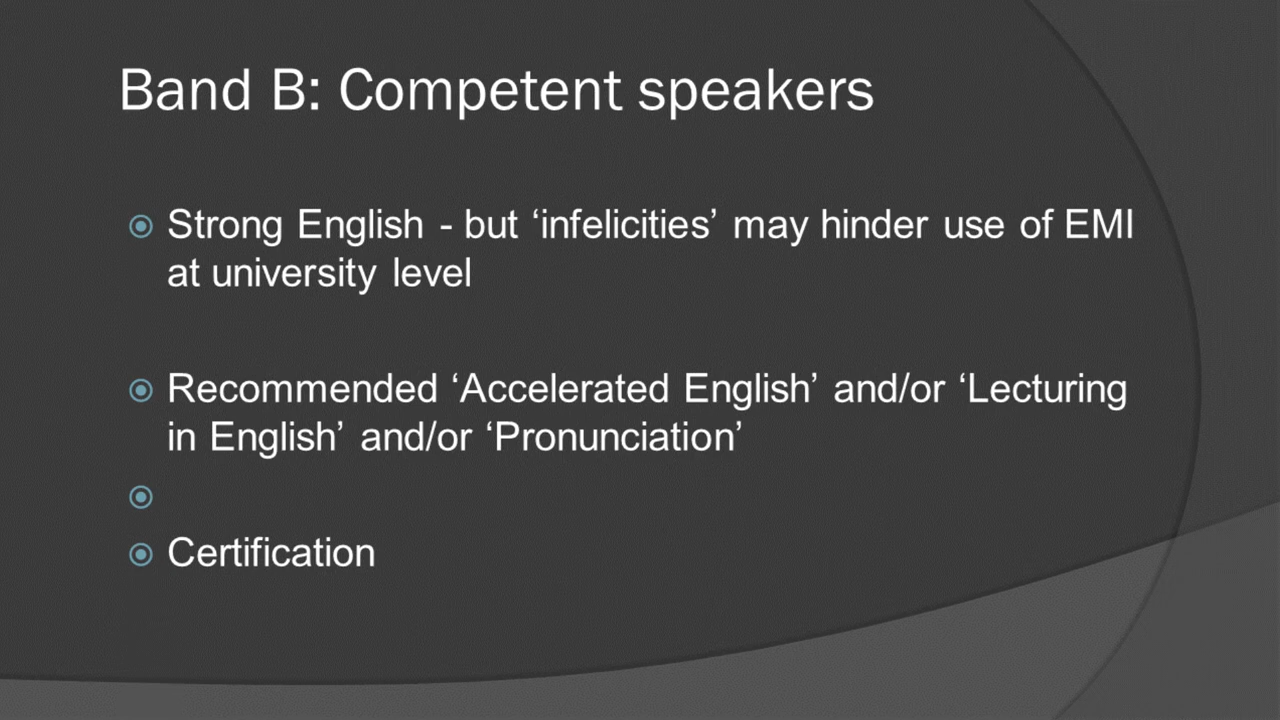 Band B: Competent speakers
Strong English - but ‘infelicities’ may hinder use of EMI
at university level
Recommended ‘Accelerated English’ and/or ‘Lecturing
in English’ and/or ‘Pronunciation’
Certification